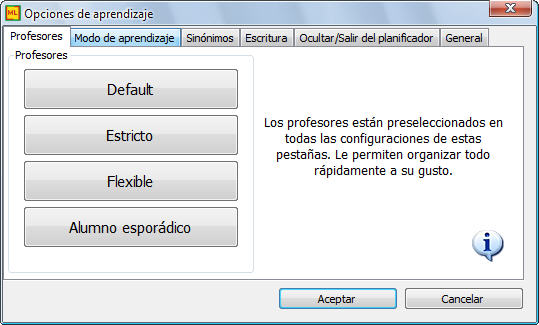 ML Opciones de aprendizaje
Profesores Modo de aprendizaje Sinónimos Escritura Ocultar/Salir del planificador General
Profesores
Default
Estricto
Flexible
Alumno esporádico
Los profesores están preseleccionados en
todas las configuraciones de estas
pestañas. Le permiten organizar todo
rápidamente a su gusto.
Aceptar Cancelar